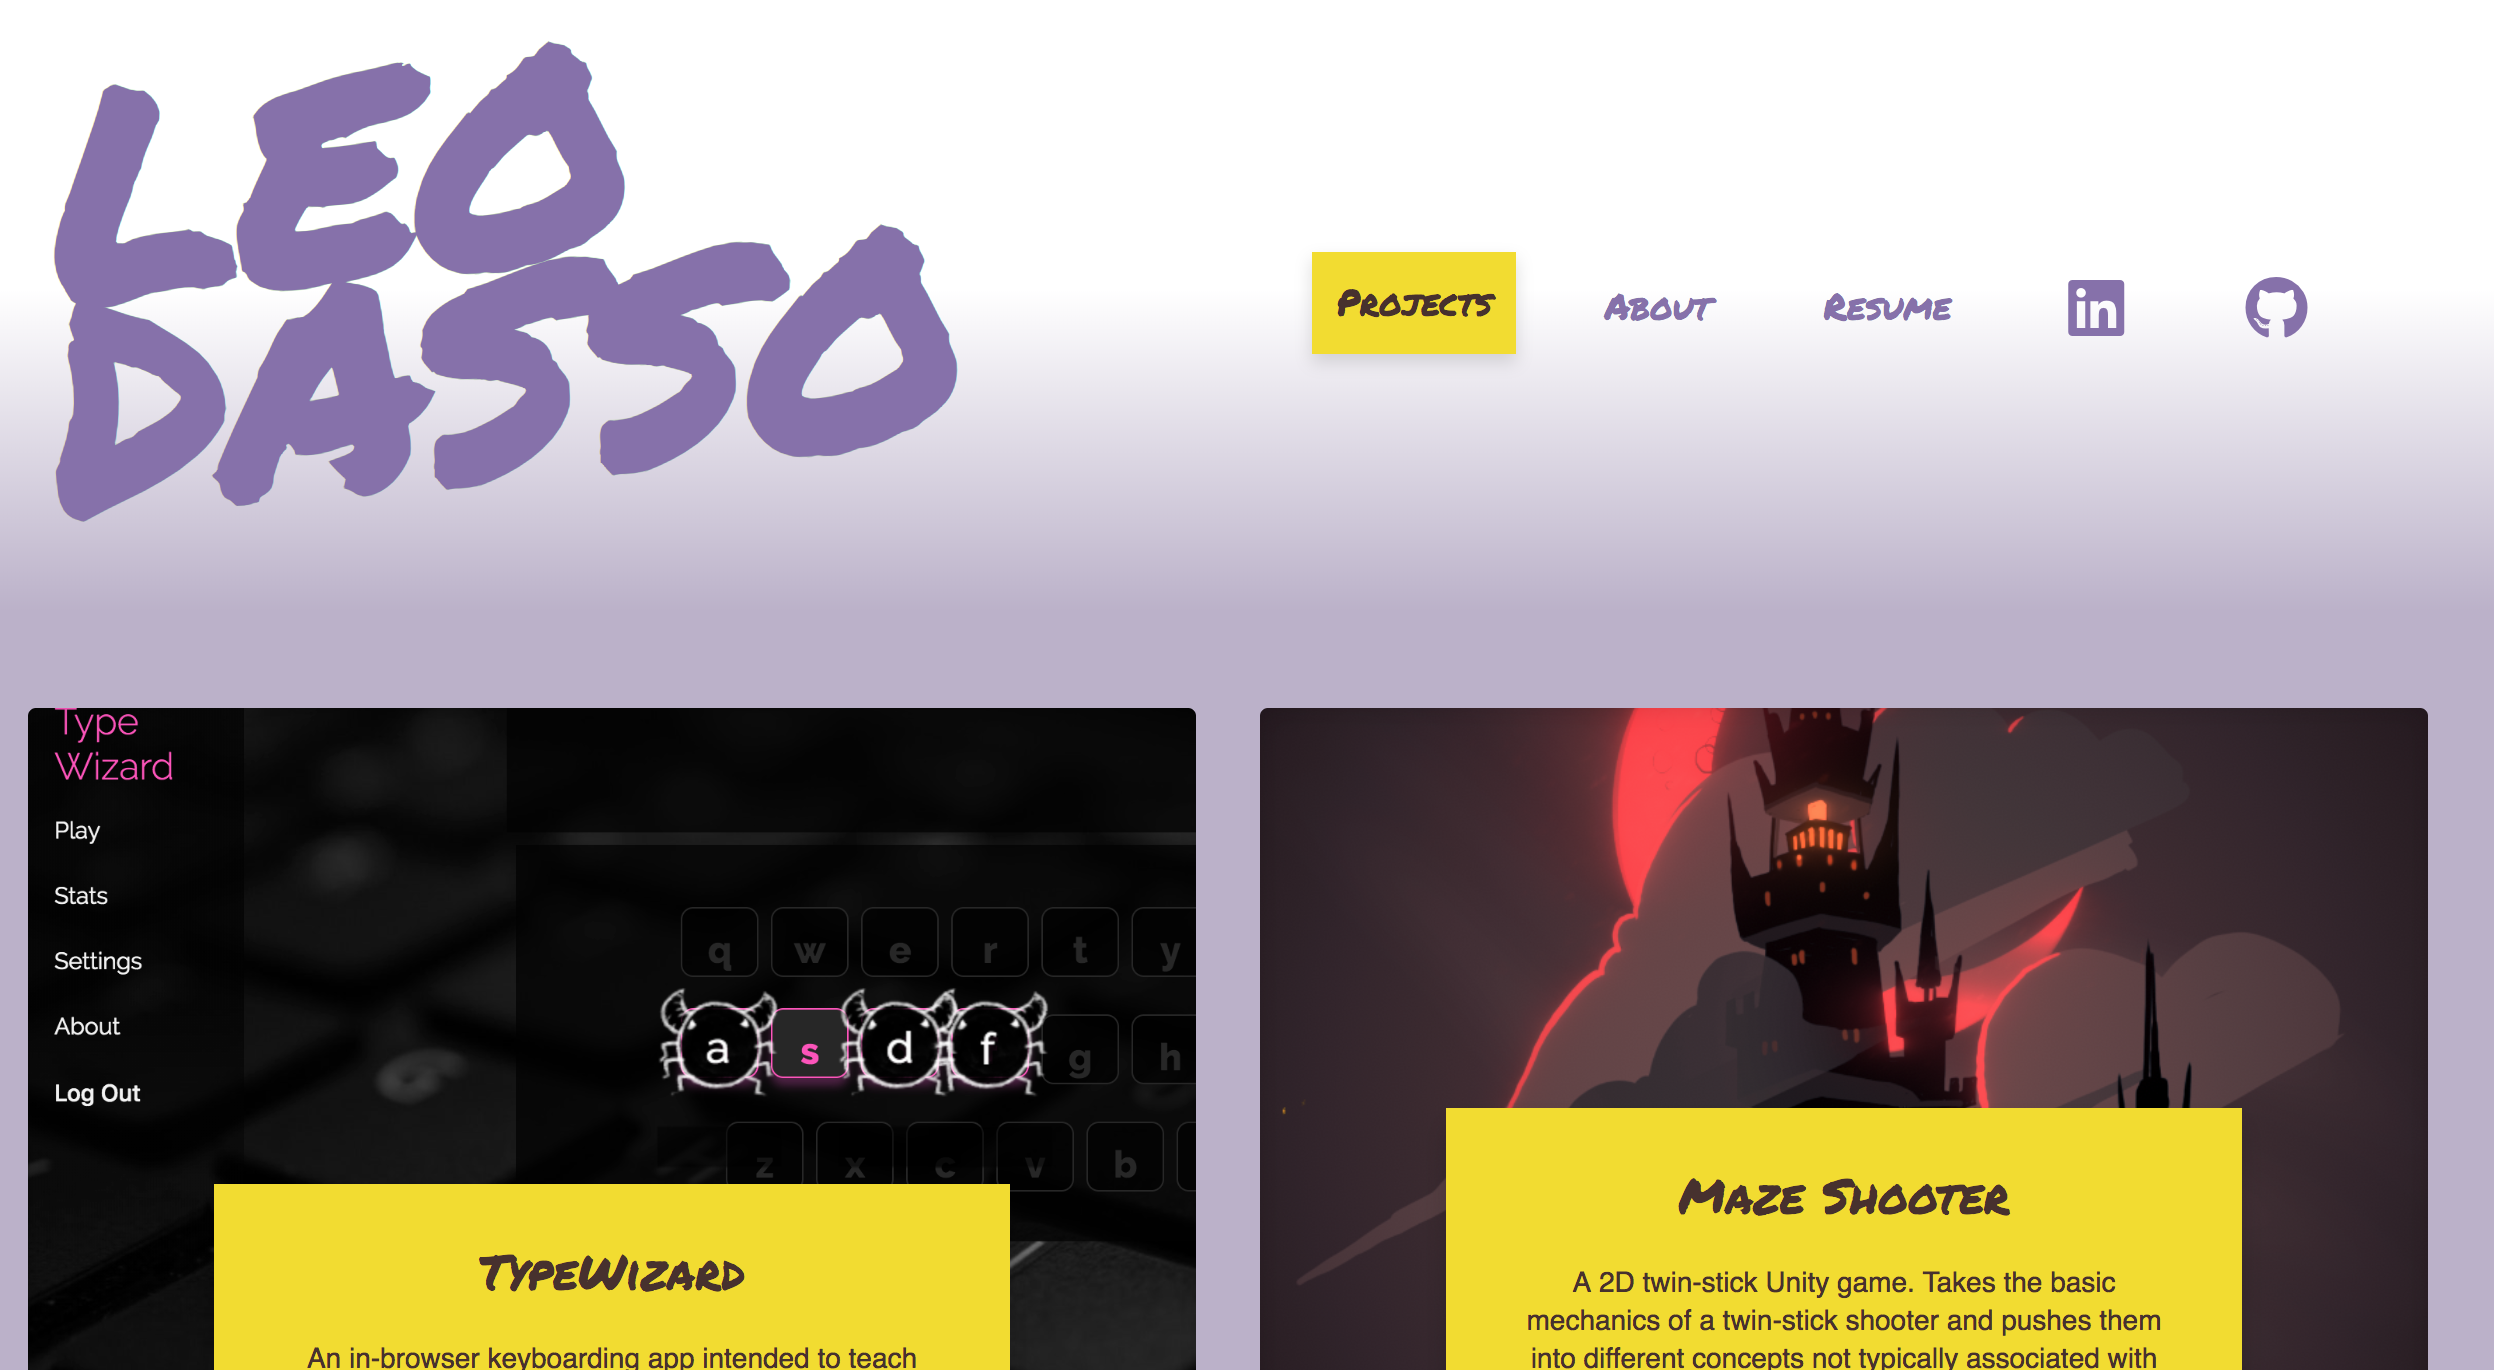 LEO
DASSO
Projects
About
Resume
in
Type
Wizard
Play
Stats
Settings
About
Log Out
q w e r t y
a s d f g h
z x c v b
TypeWizard
An in-browser keyboarding app intended to teach
Maze Shooter
A 2D twin-stick Unity game. Takes the basic
mechanics of a twin-stick shooter and pushes them
into different concepts not typically associated with